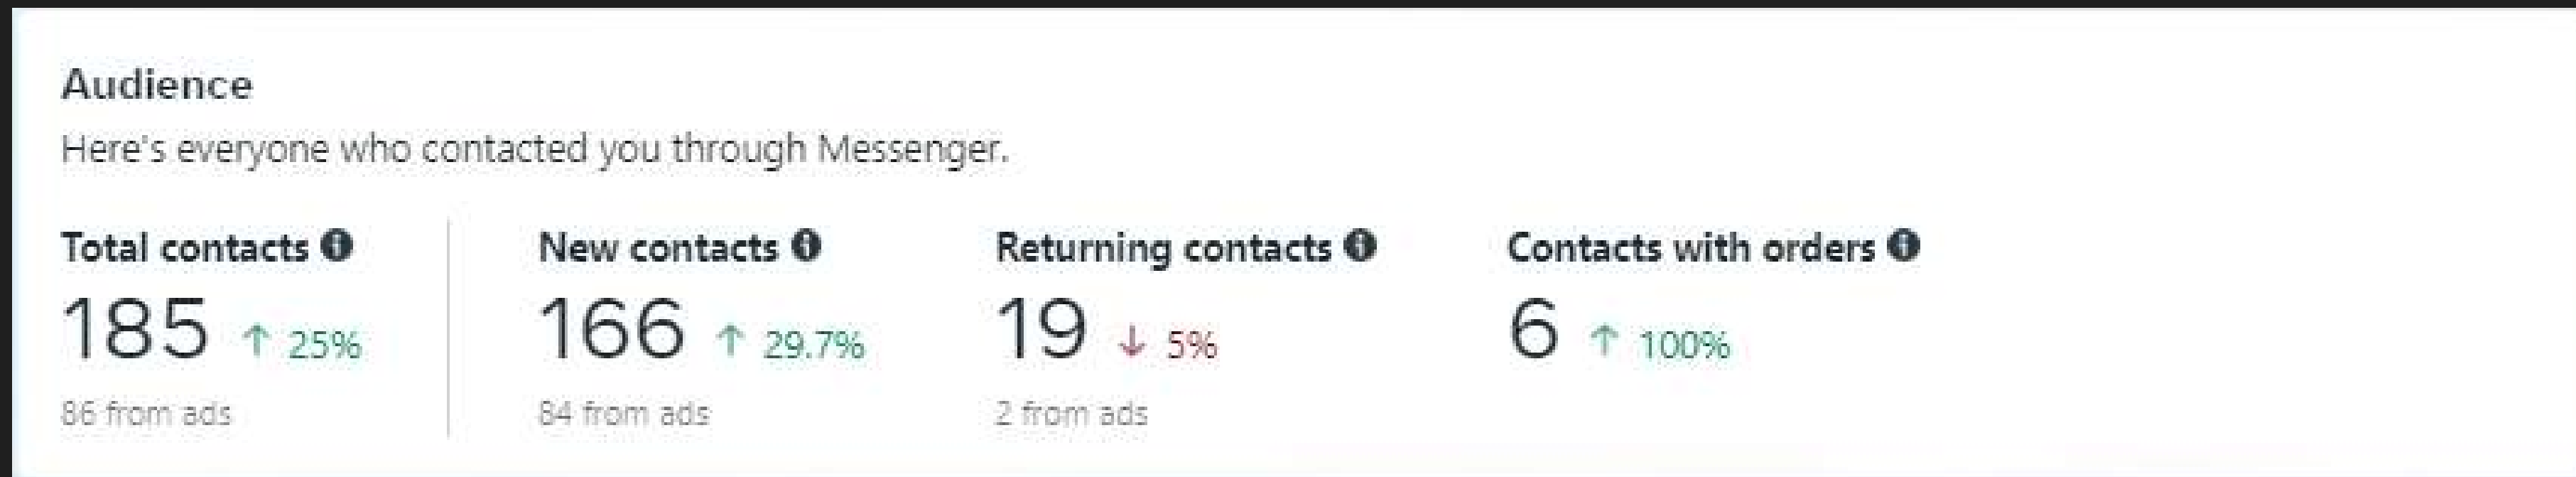 Audience
Here's everyone who contacted you through Messenger.
Total contacts New contacts Returning contacts Contacts with orders
185 ↑ 25% 166 ↑ 29.7% 19 ↓ 5% 6 ↑ 100%
86 from ads 84 from ads 2 from ads